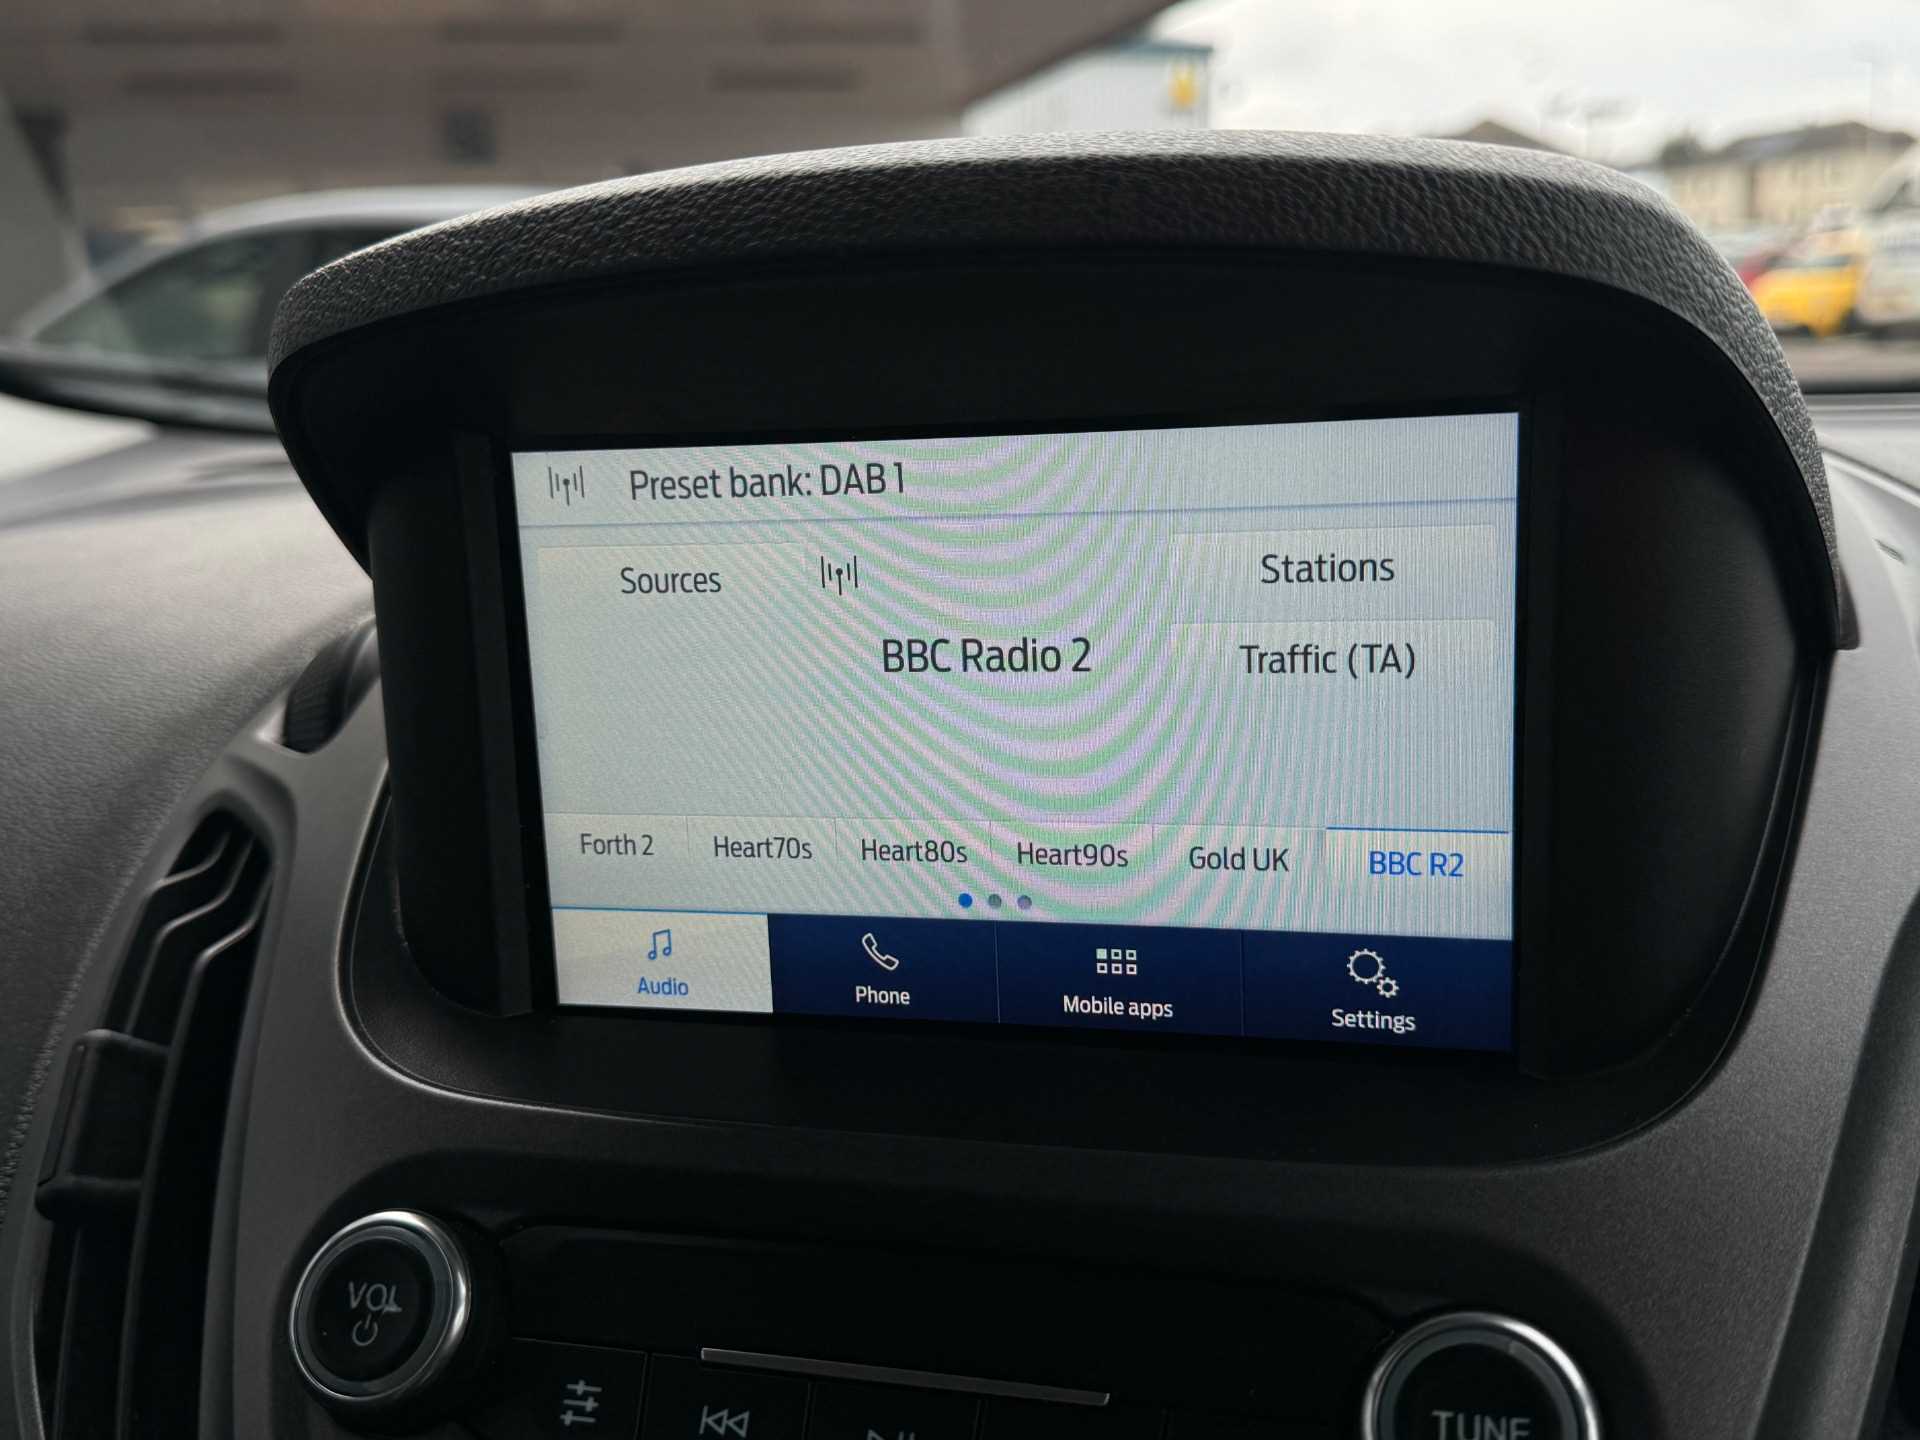 Preset bank: DAB 1
Sources
Stations
BBC Radio 2
Traffic (TA)
Forth 2
Heart70s
Heart80s
Heart90s
Gold UK
BBC R2
Audio
Phone
Mobile apps
Settings
VOL
TUNE